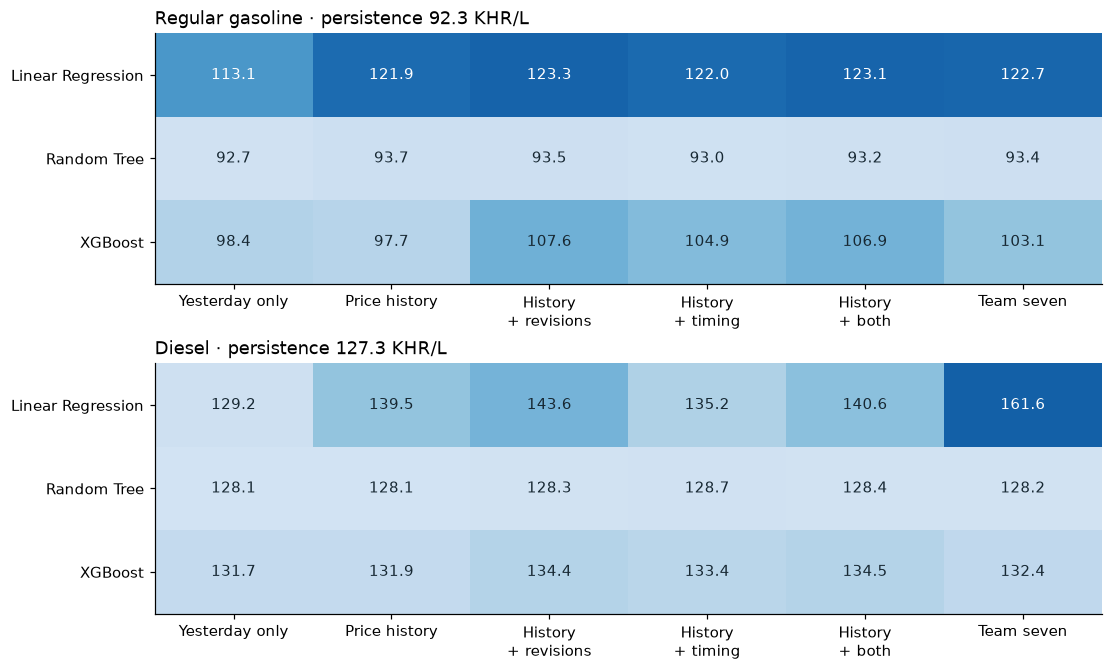 Regular gasoline · persistence 92.3 KHR/L
Linear Regression 113.1 121.9 123.3 122.0 123.1 122.7
Random Tree 92.7 93.7 93.5 93.0 93.2 93.4
XGBoost 98.4 97.7 107.6 104.9 106.9 103.1
Yesterday only Price history History History History Team seven
+ revisions + timing + both
Diesel · persistence 127.3 KHR/L
Linear Regression 129.2 139.5 143.6 135.2 140.6 161.6
Random Tree 128.1 128.1 128.3 128.7 128.4 128.2
XGBoost 131.7 131.9 134.4 133.4 134.5 132.4
Yesterday only Price history History History History Team seven
+ revisions + timing + both